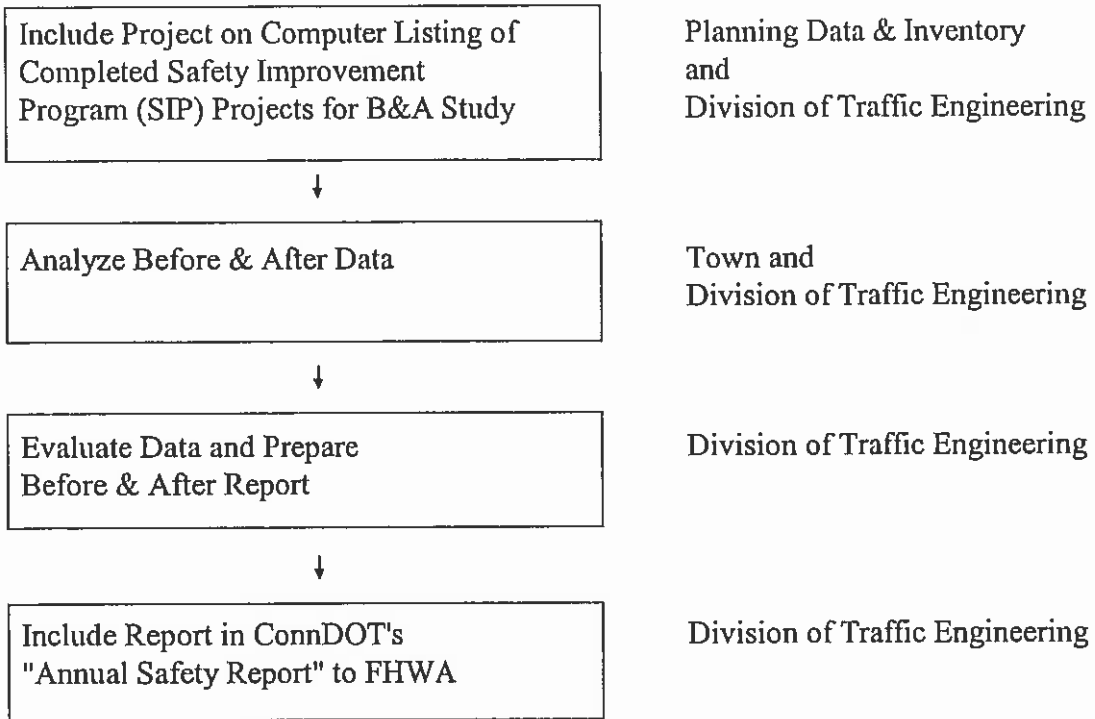 Include Project on Computer Listing of
Completed Safety Improvement
Program (SIP) Projects for B&A Study
Planning Data & Inventory
and
Division of Traffic Engineering
Analyze Before & After Data
Town and
Division of Traffic Engineering
Evaluate Data and Prepare
Before & After Report
Division of Traffic Engineering
Include Report in ConnDOT's
"Annual Safety Report" to FHWA
Division of Traffic Engineering